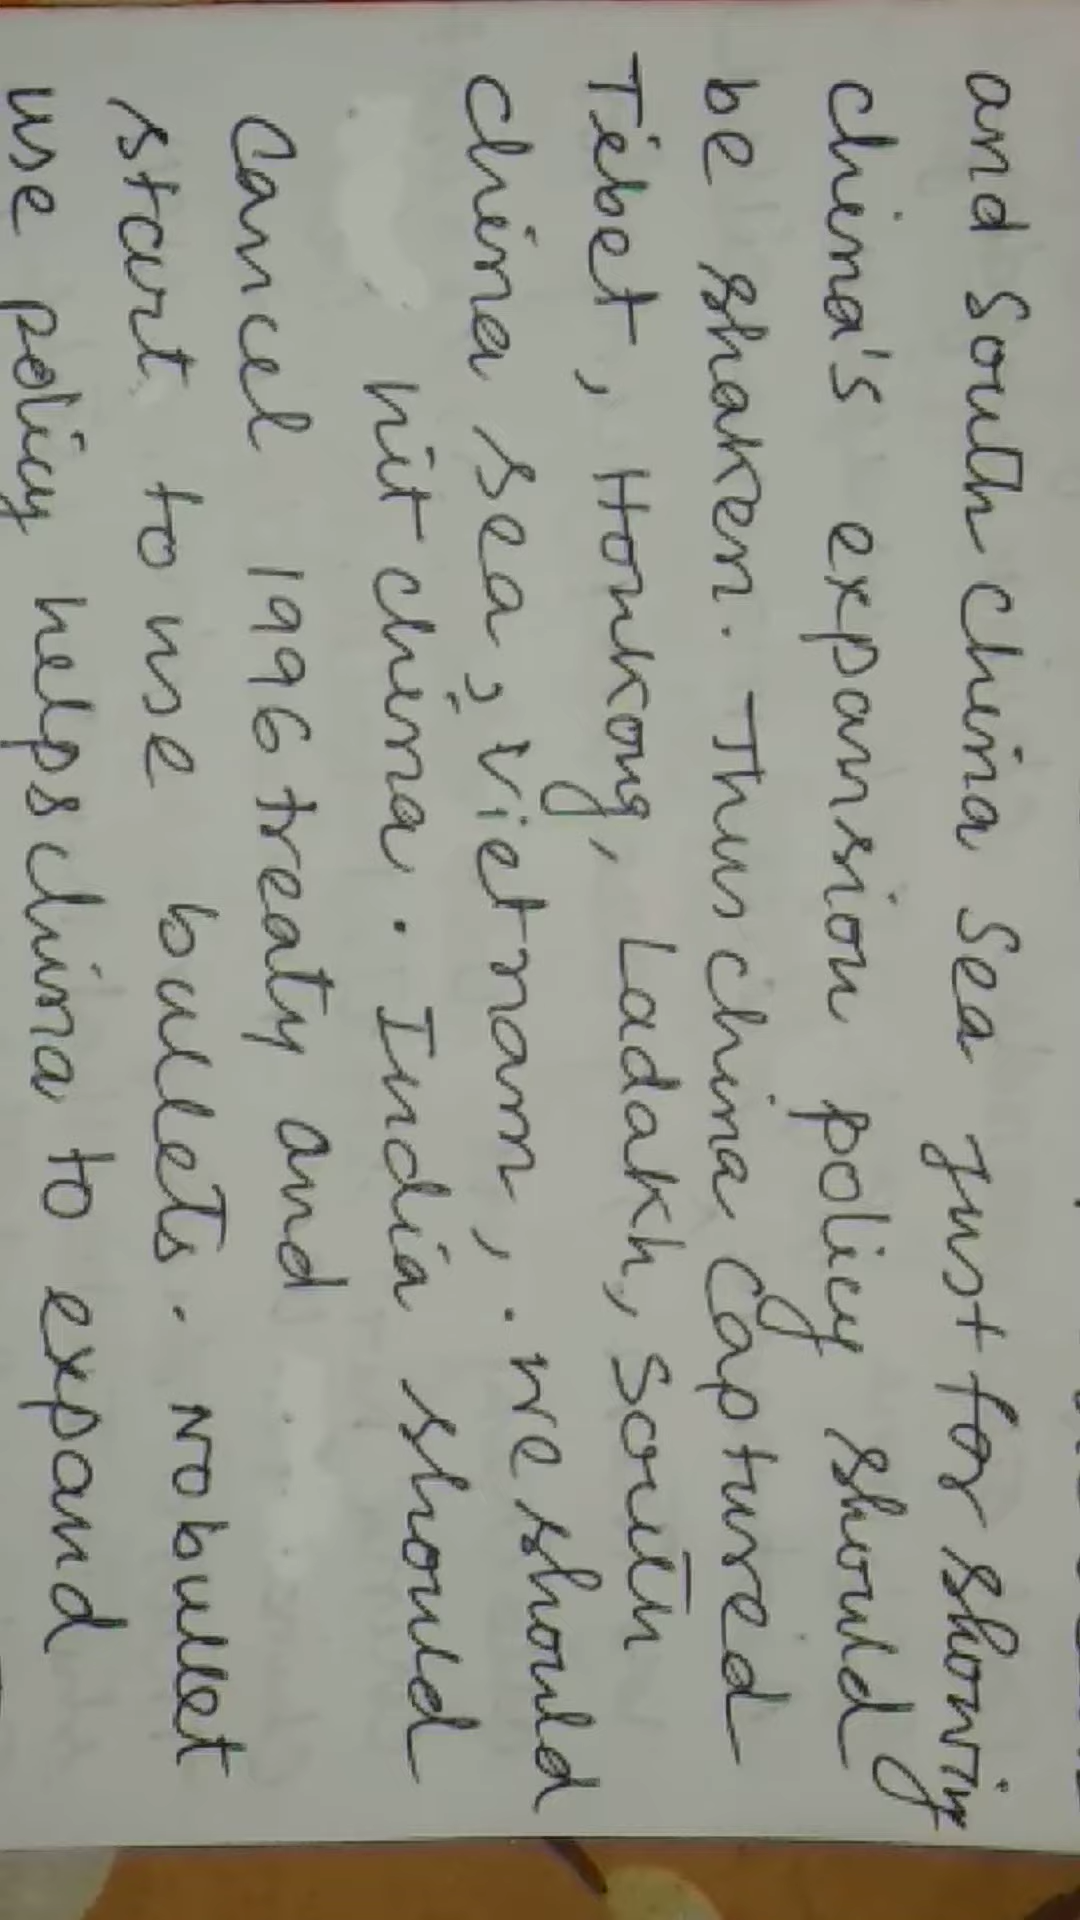 and South china Sea just for showing
china's expansion policy should
be shaken. Thus china Captured
Tebet, Honkong, Ladakh, South
china sea, vietnam, . we should
hit china. India should
Cancel 1996 treaty and
start to use bullets. No bullet
use policy helps china to expand